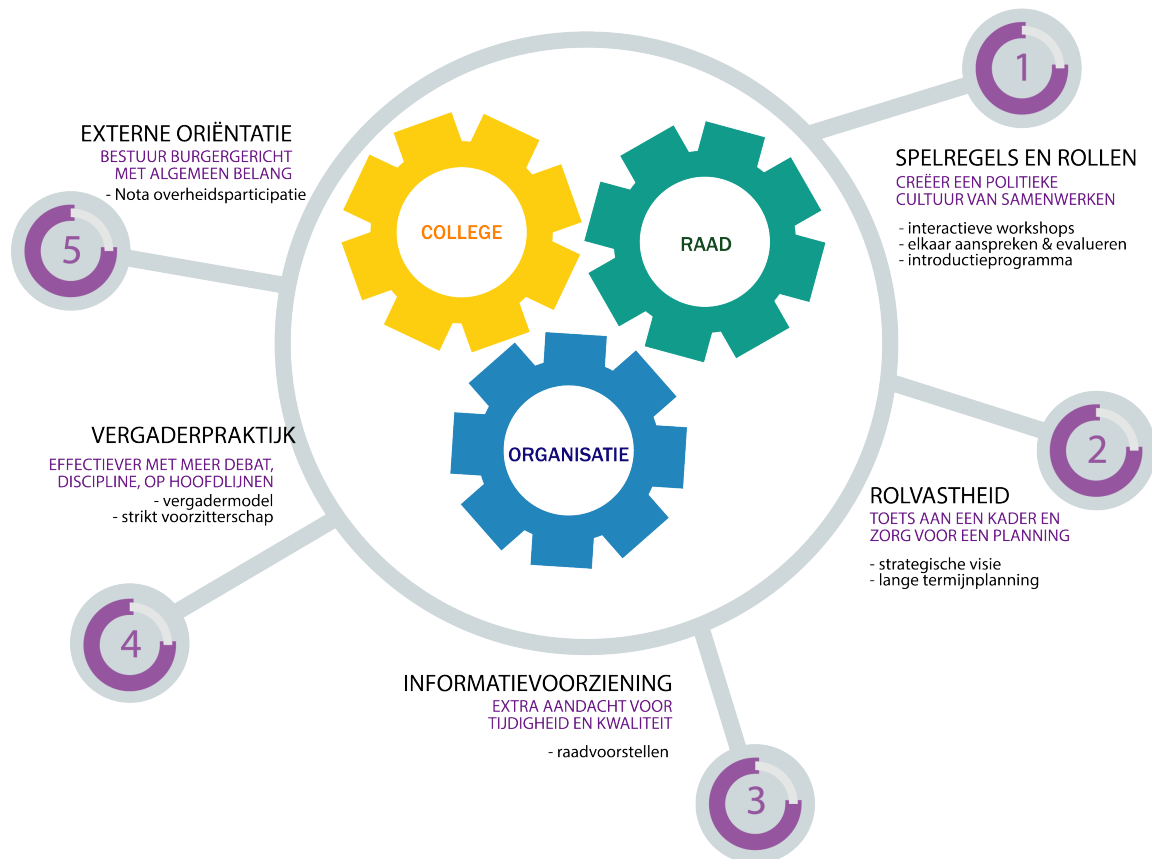 1
SPELREGELS EN ROLLEN
CREËER EEN POLITIEKE
CULTUUR VAN SAMENWERKEN
- interactieve workshops
- elkaar aanspreken & evalueren
- introductieprogramma
2
ROLVASTHEID
TOETS AAN EEN KADER EN
ZORG VOOR EEN PLANNING
- strategische visie
- lange termijnplanning
3
INFORMATIEVOORZIENING
EXTRA AANDACHT VOOR
TIJDIGHEID EN KWALITEIT
- raadvoorstellen
4
VERGADERPRAKTIJK
EFFECTIEVER MET MEER DEBAT,
DISCIPLINE, OP HOOFDLIJNEN
- vergadermodel
- strikt voorzitterschap
5
EXTERNE ORIËNTATIE
BESTUUR BURGERGERICHT
MET ALGEMEEN BELANG
- Nota overheidsparticipatie
COLLEGE
RAAD
ORGANISATIE